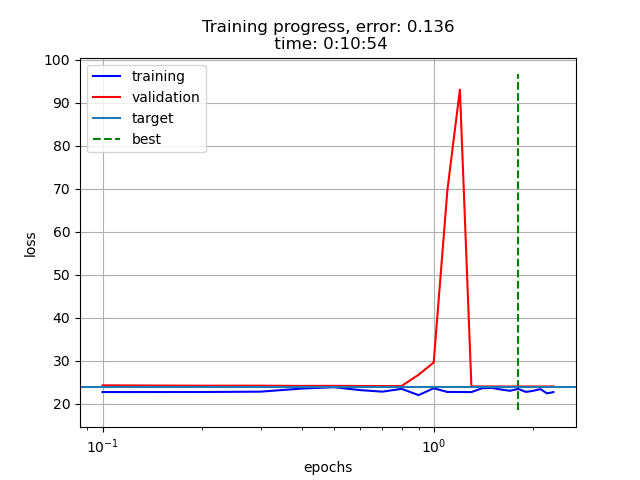 Training progress, error: 0.136
time: 0:10:54
100
90
80
70
60
50
40
30
20
loss
training
validation
target
best
10⁻¹
10⁰
epochs